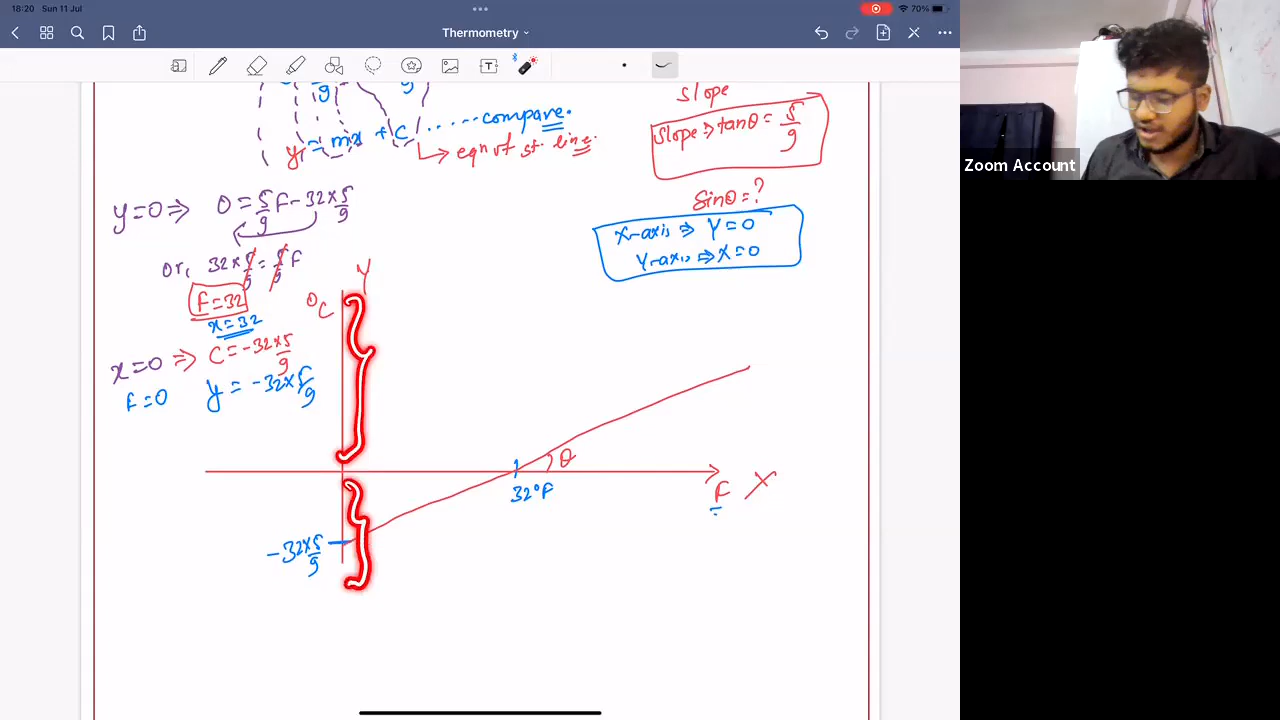 18:20 Sun 11 Jul
70%
Thermometry
9 9
y = mx + c ...... compare.
→ eqn of st. line.
slope
slope ⇒ tanθ = 5/9
sinθ = ?
X-axis ⇒ Y=0
Y-axis ⇒ X=0
y=0 ⇒ 0 = 5/9 F - 32×5/9
or, 32×5/9 = 5/9 F
F=32
x=32
x=0 ⇒ C = -32×5/9
F=0 y = -32×5/9
Y
°C
θ
32°F
F X
-32×5/9
Zoom Account